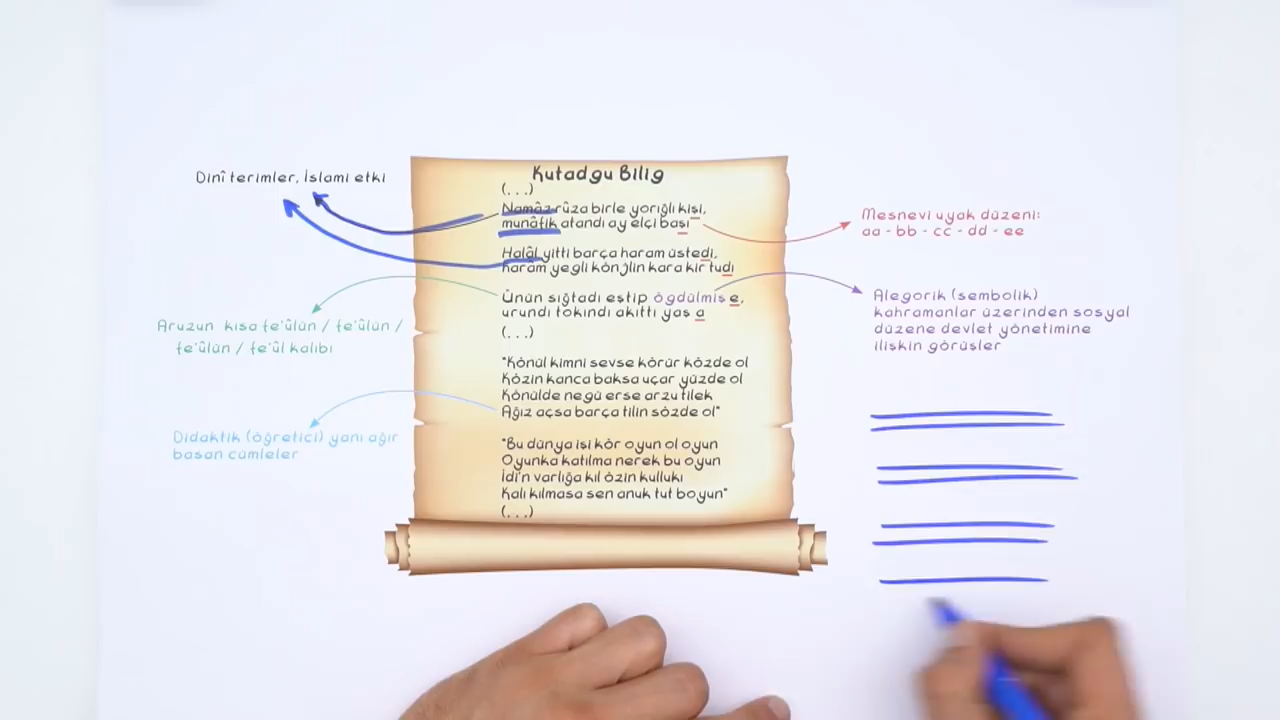 Kutadgu Bilig
(...)
Namâz rûza birle yorıglı kişi,
munâfık atandı ay elçi başı
Halâl yitti barça haram üstedi,
haram yegli könğlin kara kir tudı
Ünün sığtadı eştip ögdülmiş e,
urundı tokındı akıttı yaş a
(...)
"Könül kimni sevse körür közde ol
Közin kanca baksa uçar yüzde ol
Könülde negü erse arzu tilek
Ağız açsa barça tilin sözde ol"
"Bu dünya işi kör oyun ol oyun
Oyunka katılma nerek bu oyun
İdi'n varlığa kıl özin kullukı
Kalı kılmasa sen anuk tut boyun"
(...)
Dinî terimler, İslami etki
Aruzun kısa fe'ûlün / fe'ûlün /
fe'ûlün / fe'ûl kalıbı
Didaktik (öğretici) yanı ağır
basan cümleler
Mesnevi uyak düzeni:
aa - bb - cc - dd - ee
Alegorik (sembolik)
kahramanlar üzerinden sosyal
düzene devlet yönetimine
ilişkin görüşler